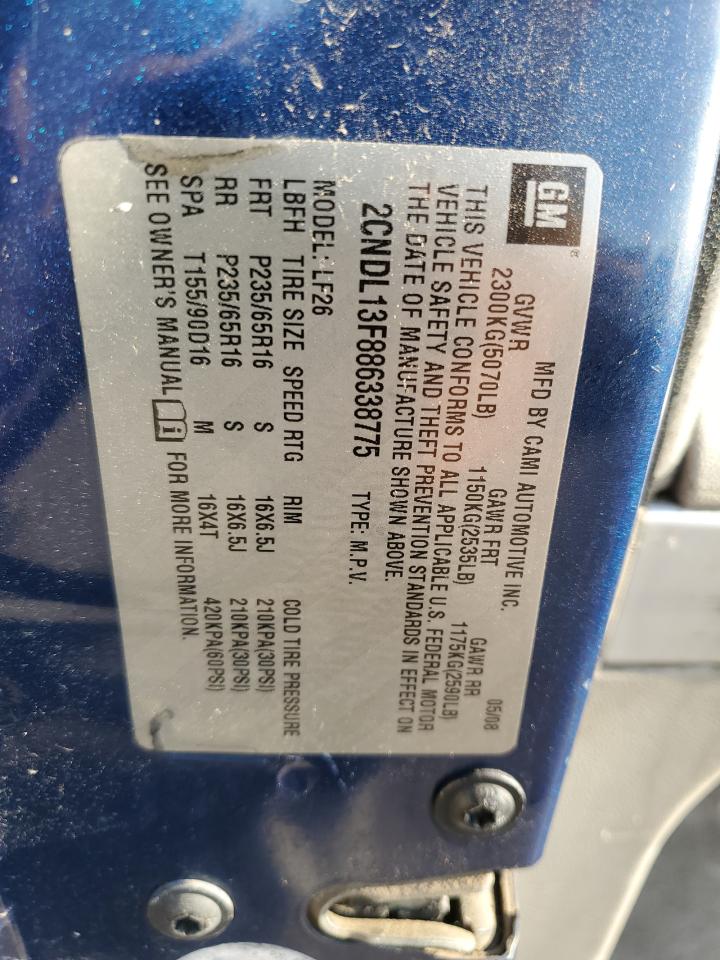 GM
MFD BY CAMI AUTOMOTIVE INC. 05/08
GVWR GAWR FRT GAWR RR
2300KG(5070LB) 1150KG(2535LB) 1175KG(2590LB)
THIS VEHICLE CONFORMS TO ALL APPLICABLE U.S. FEDERAL MOTOR
VEHICLE SAFETY AND THEFT PREVENTION STANDARDS IN EFFECT ON
THE DATE OF MANUFACTURE SHOWN ABOVE.
2CNDL13F886338775 TYPE: M.P.V.
MODEL: LF26
LBFH TIRE SIZE SPEED RTG RIM COLD TIRE PRESSURE
FRT P235/65R16 S 16X6.5J 210KPA(30PSI)
RR P235/65R16 S 16X6.5J 210KPA(30PSI)
SPA T155/90D16 M 16X4T 420KPA(60PSI)
SEE OWNER'S MANUAL i FOR MORE INFORMATION.